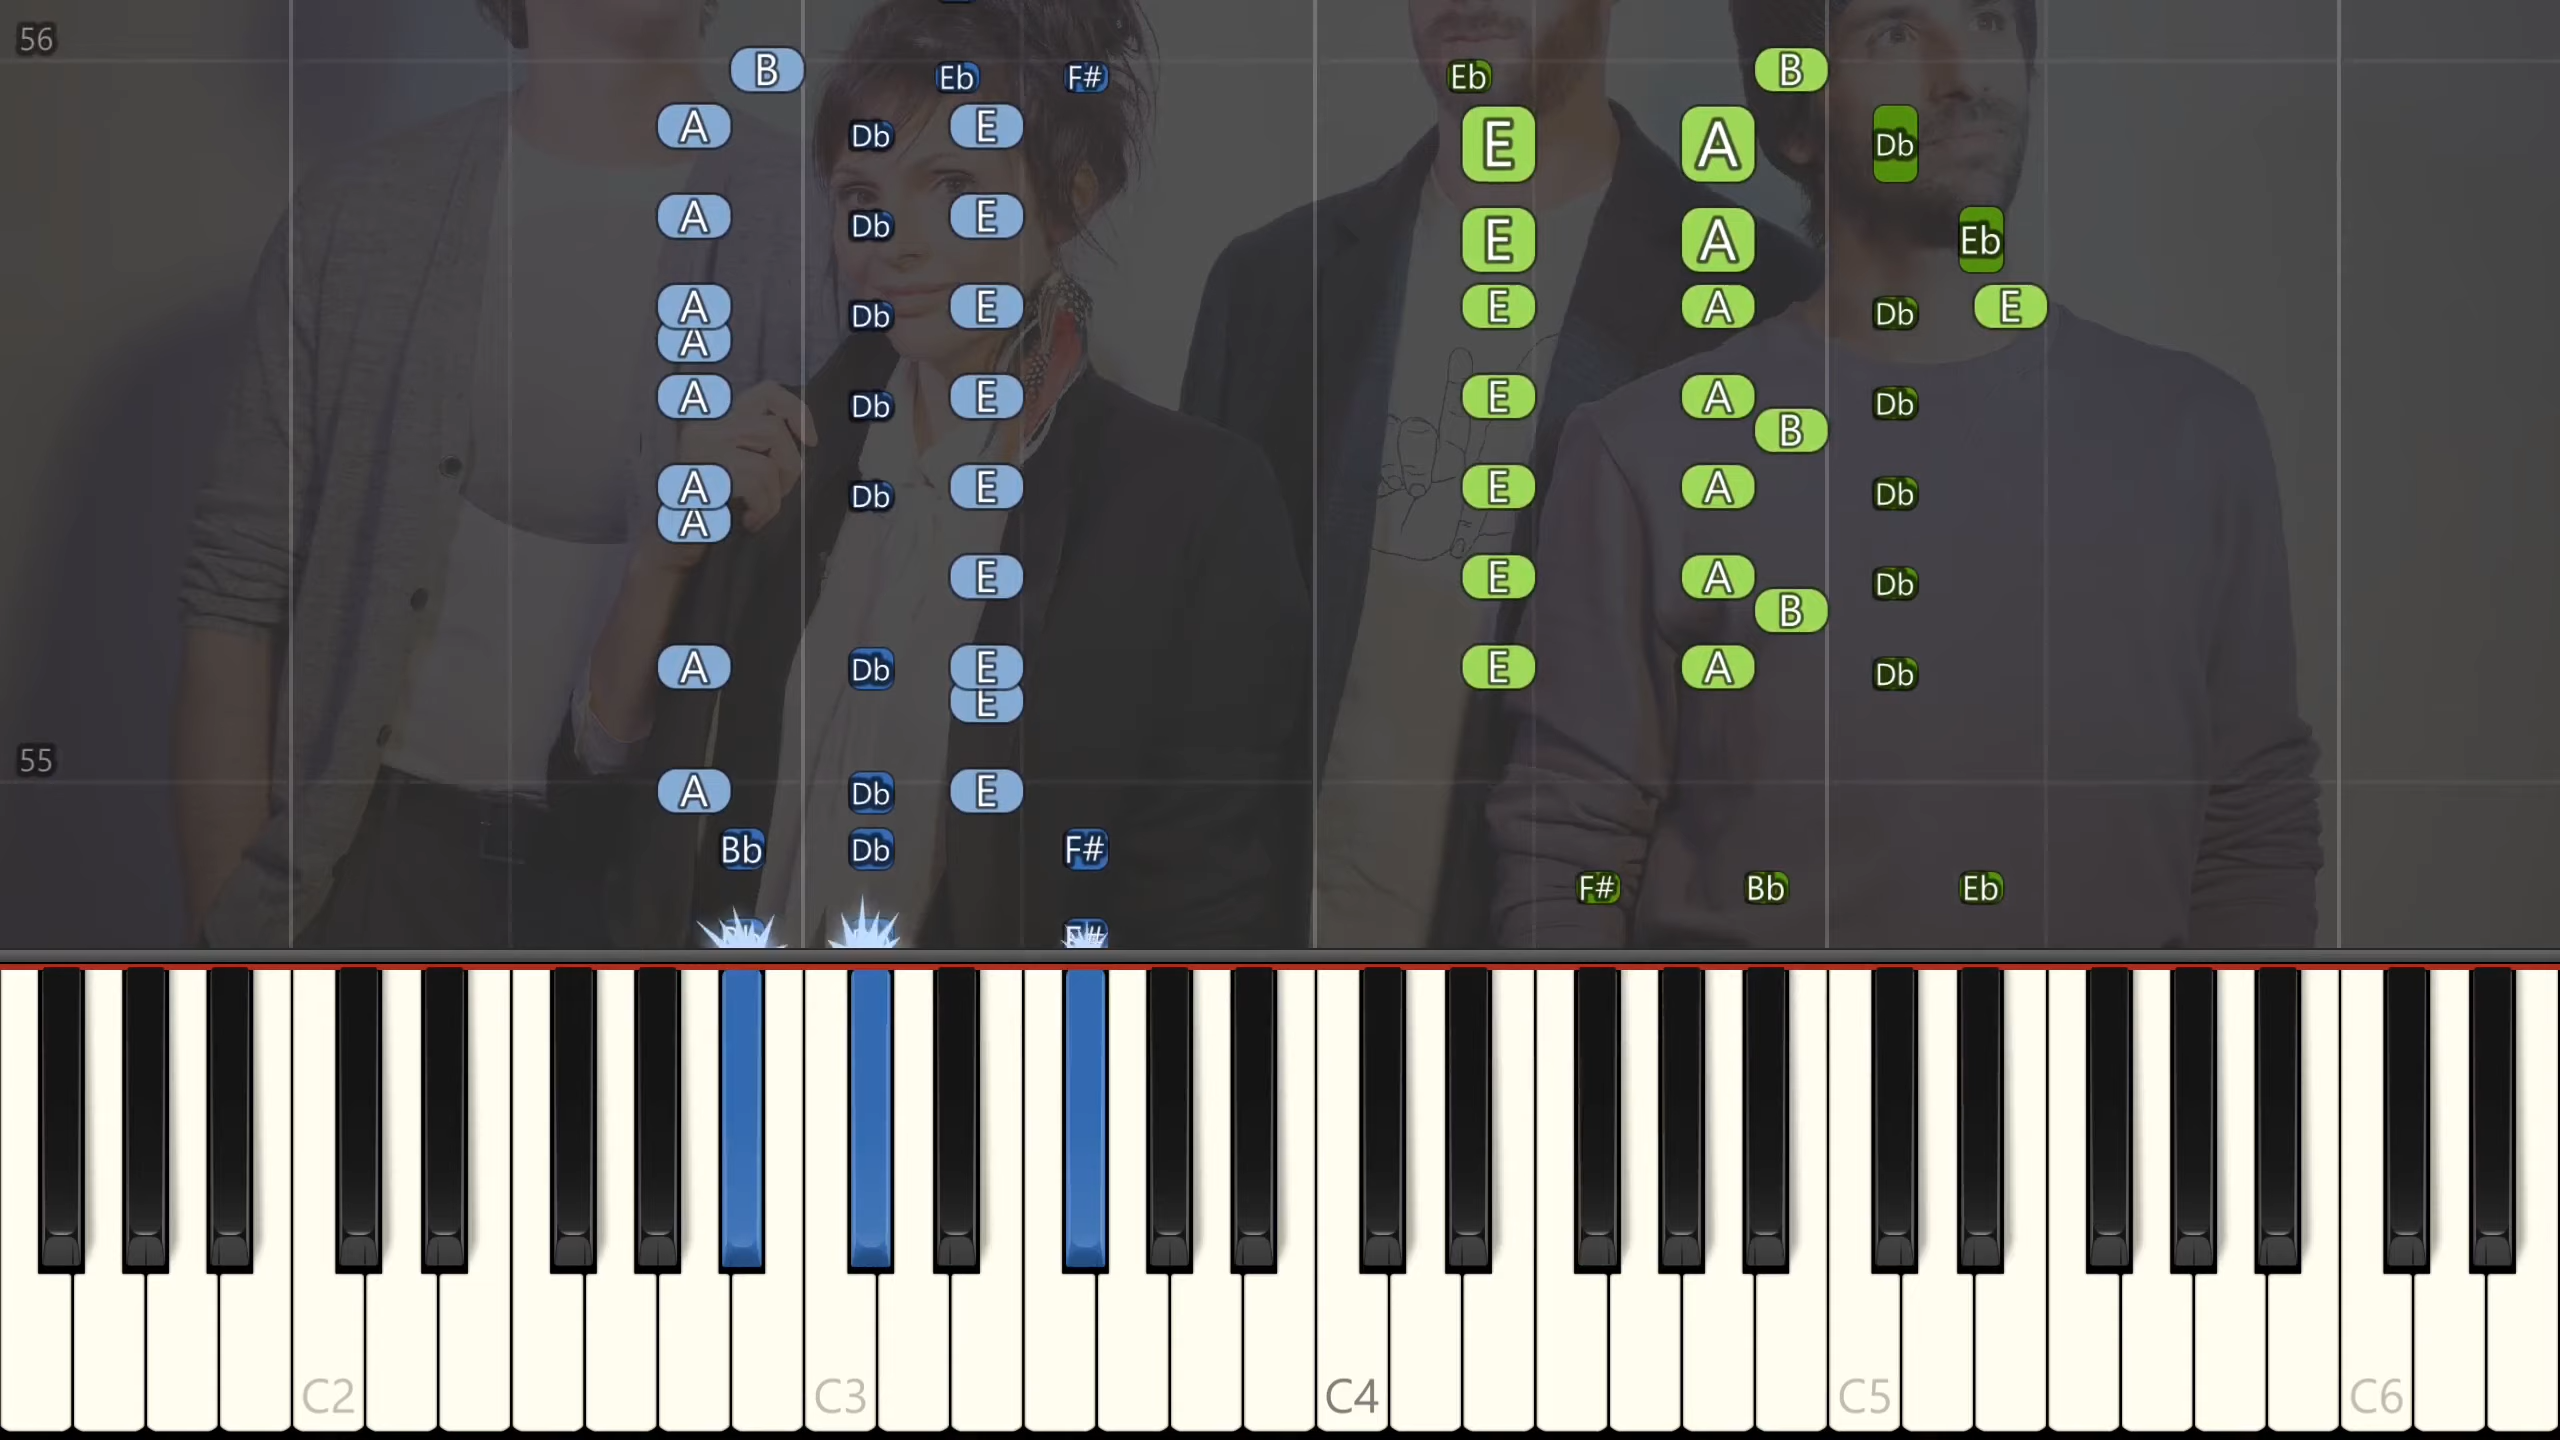 56
B Eb F# Eb B
A Db E E A Db
A Db E E A Eb
A Db E E A Db E
A
A Db E E A Db
B
A Db E E A Db
A
E E A Db
B
A Db E E A Db
E
55
A Db E
Bb Db F#
F# Bb Eb
F#
C2 C3 C4 C5 C6